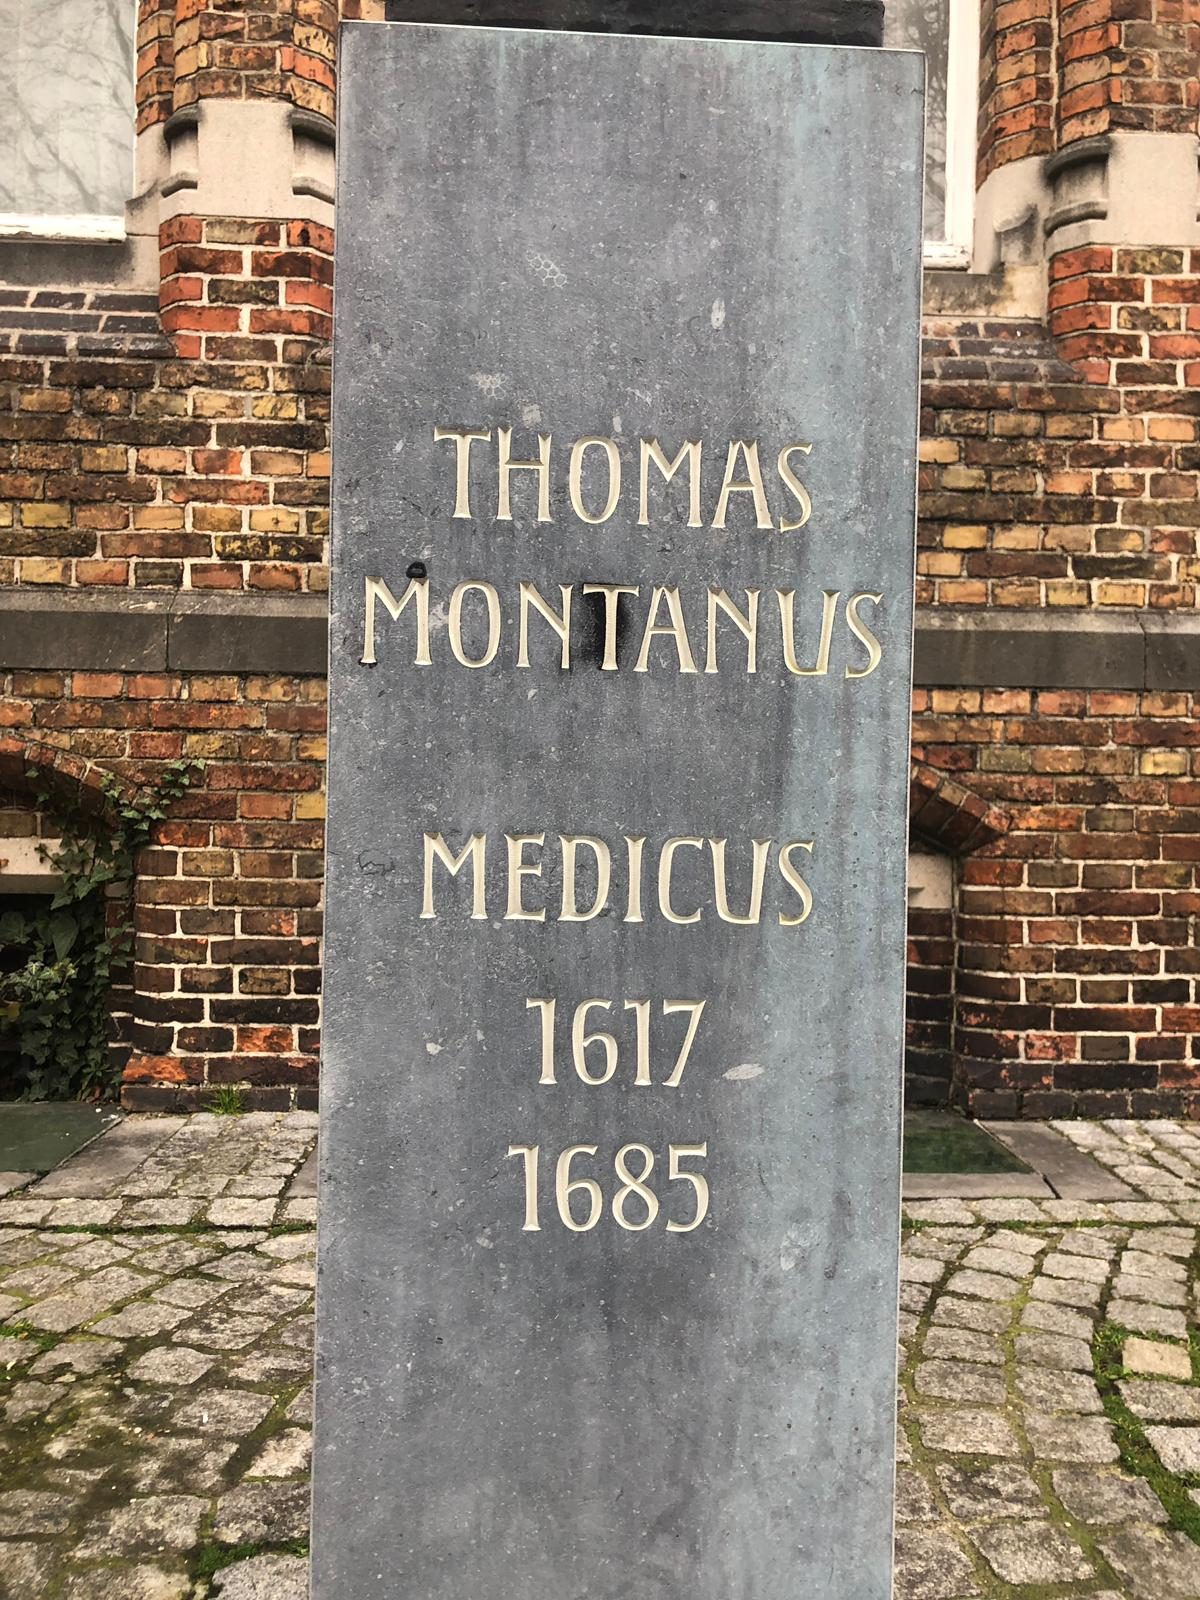 THOMAS
MONTANUS
MEDICUS
1617
1685